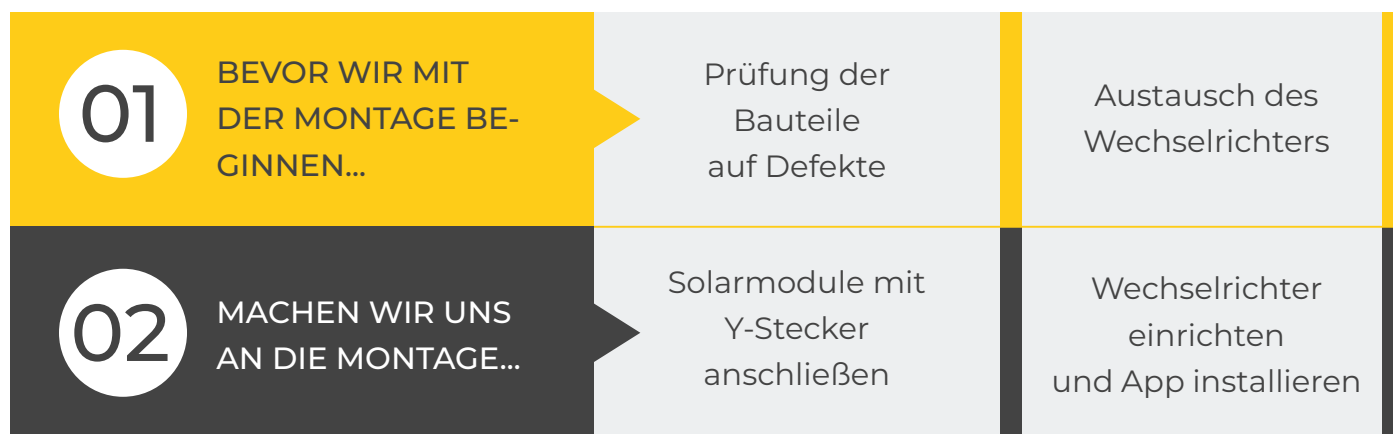 01
BEVOR WIR MIT
DER MONTAGE BE-
GINNEN...
Prüfung der
Bauteile
auf Defekte
Austausch des
Wechselrichters
02
MACHEN WIR UNS
AN DIE MONTAGE...
Solarmodule mit
Y-Stecker
anschließen
Wechselrichter
einrichten
und App installieren